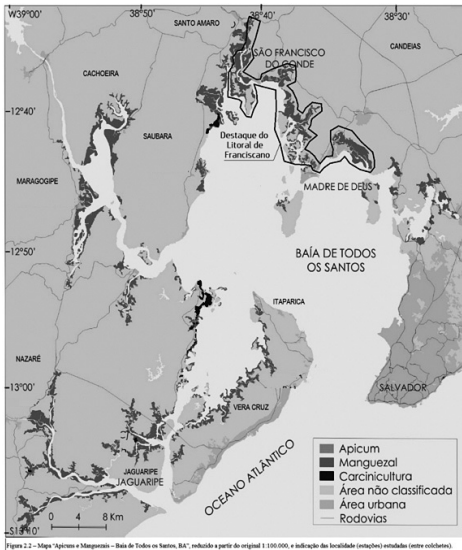 W39°00'
38°50'
38°40'
38°30'
SANTO AMARO
SÃO FRANCISCO
DO CONDE
CANDEIAS
CACHOEIRA
12°40'
SAUBARA
Destaque do
Litoral de
Franciscano
MARAGOGIPE
MADRE DE DEUS
12°50'
BAÍA DE TODOS
OS SANTOS
ITAPARICA
NAZARÉ
13°00'
SALVADOR
VERA CRUZ
OCEANO ATLÂNTICO
JAGUARIPE
JAGUARIPE
Apicum
Manguezal
Carcinicultura
Área não classificada
Área urbana
Rodovias
0 4 8 Km
S13°10'
Figura 2.2 – Mapa "Apicuns e Manguezais – Baía de Todos os Santos, BA", reduzido a partir do original 1:100.000, e indicação das localidade (estações) estudadas (entre colchetes).